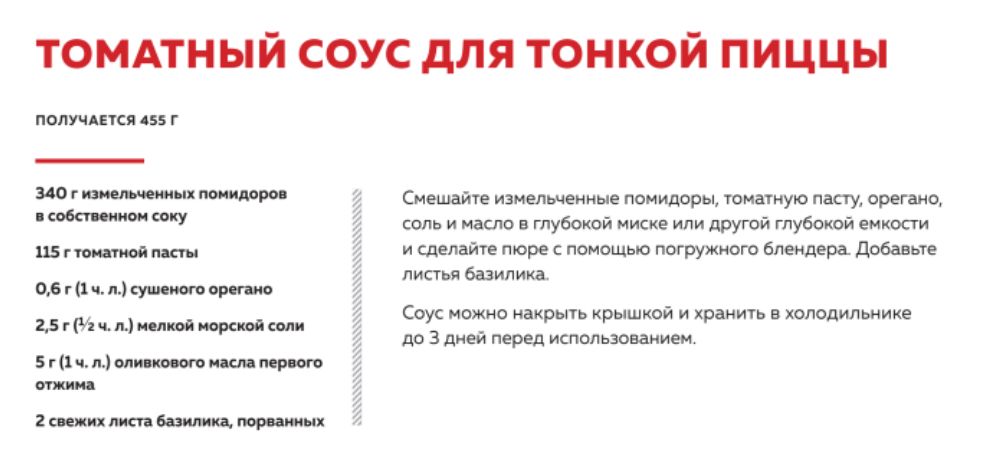 ТОМАТНЫЙ СОУС ДЛЯ ТОНКОЙ ПИЦЦЫ
ПОЛУЧАЕТСЯ 455 Г
340 г измельченных помидоров
в собственном соку
115 г томатной пасты
0,6 г (1 ч. л.) сушеного орегано
2,5 г (½ ч. л.) мелкой морской соли
5 г (1 ч. л.) оливкового масла первого
отжима
2 свежих листа базилика, порванных
Смешайте измельченные помидоры, томатную пасту, орегано,
соль и масло в глубокой миске или другой глубокой емкости
и сделайте пюре с помощью погружного блендера. Добавьте
листья базилика.
Соус можно накрыть крышкой и хранить в холодильнике
до 3 дней перед использованием.